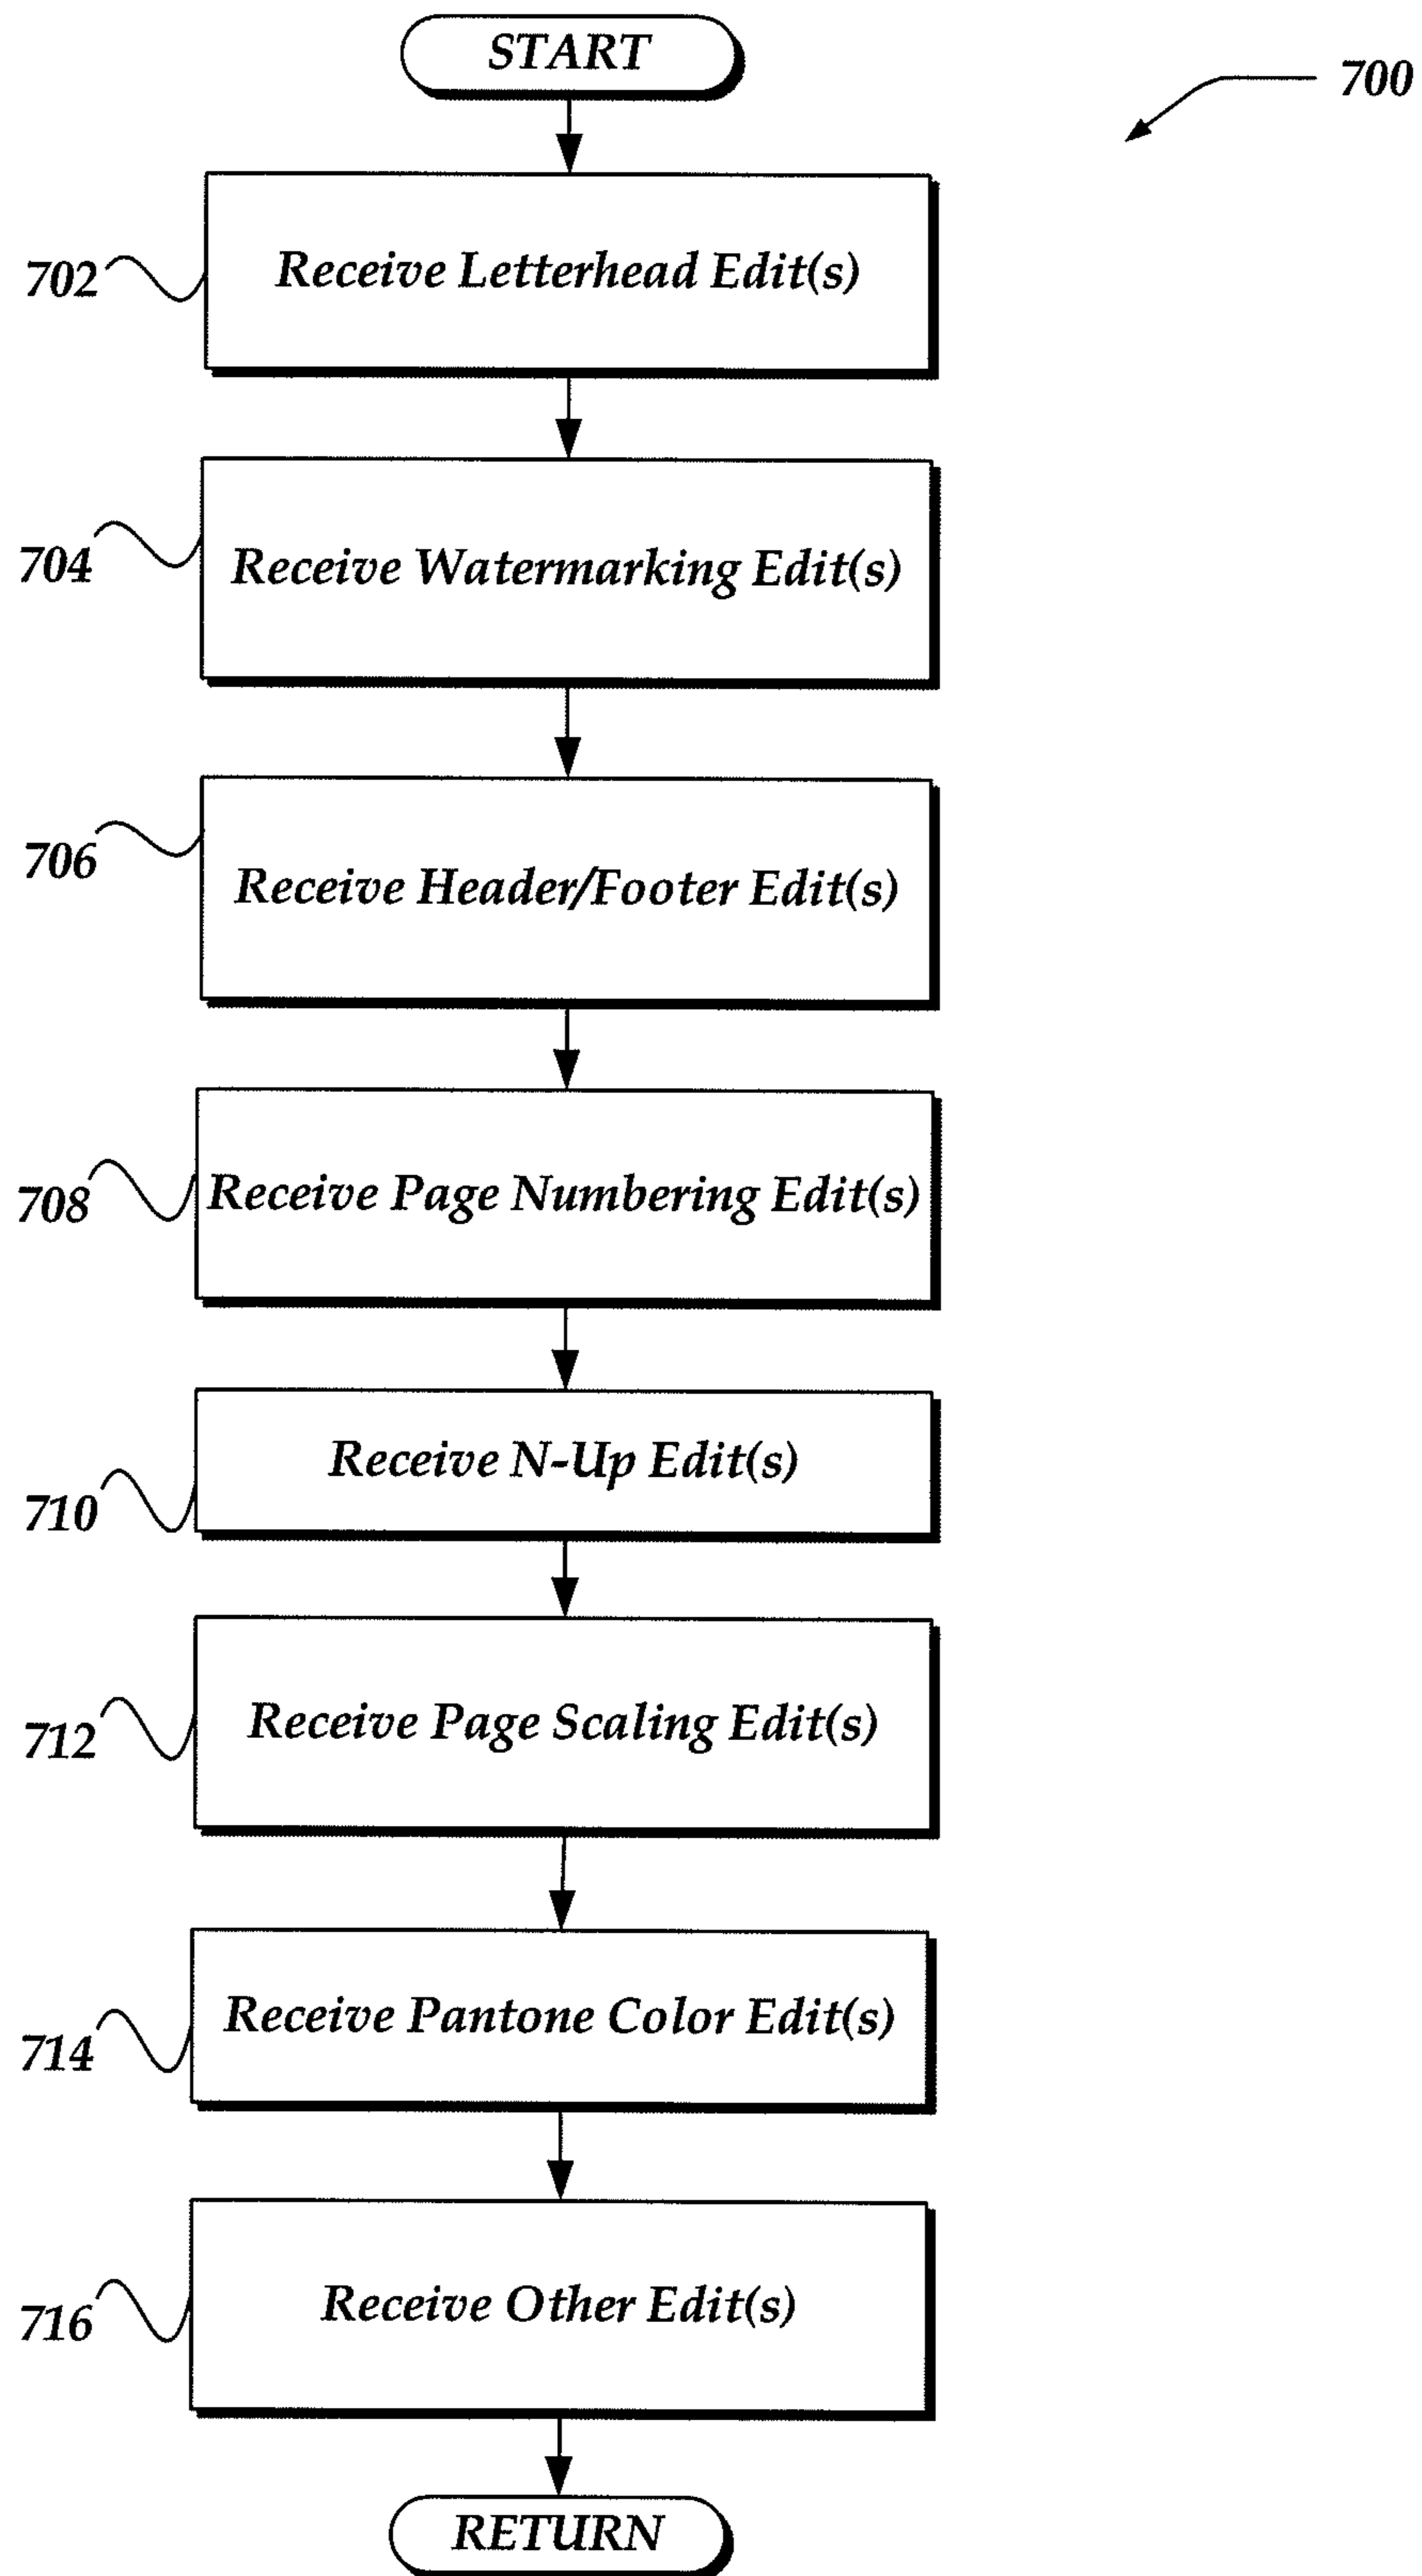 START
700
702
Receive Letterhead Edit(s)
704
Receive Watermarking Edit(s)
706
Receive Header/Footer Edit(s)
708
Receive Page Numbering Edit(s)
710
Receive N-Up Edit(s)
712
Receive Page Scaling Edit(s)
714
Receive Pantone Color Edit(s)
716
Receive Other Edit(s)
RETURN